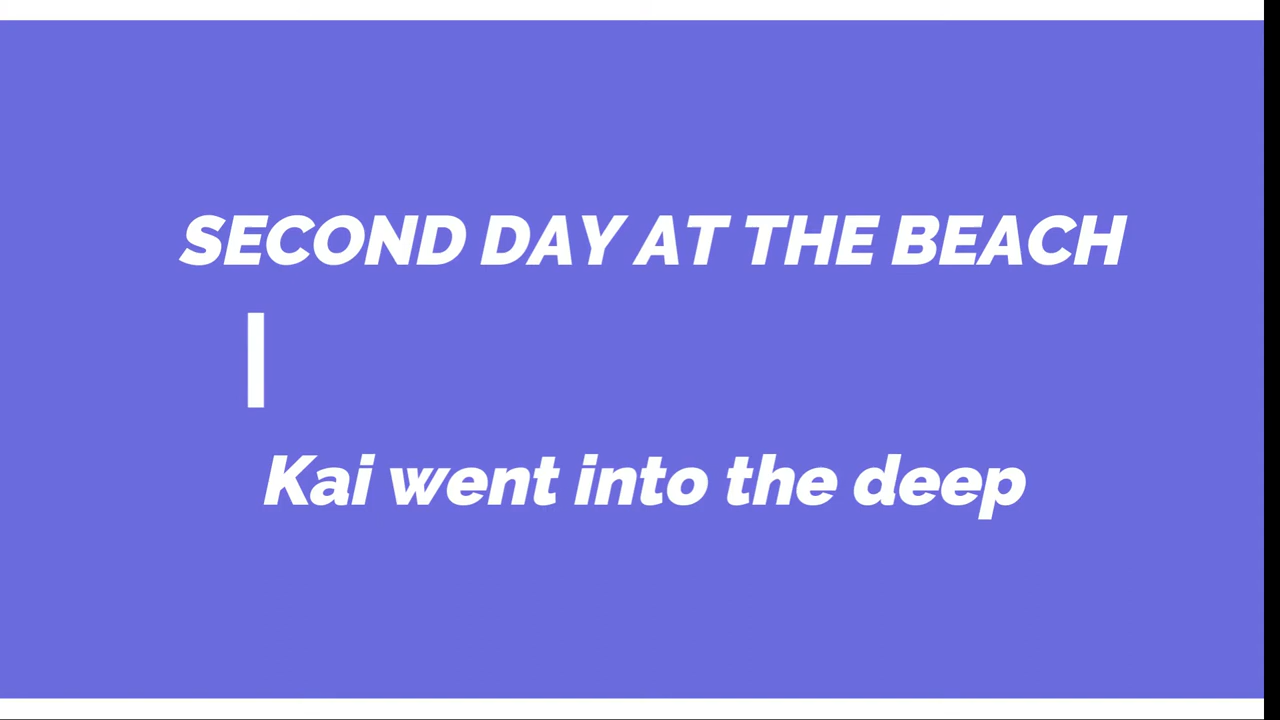 SECOND DAY AT THE BEACH
Kai went into the deep